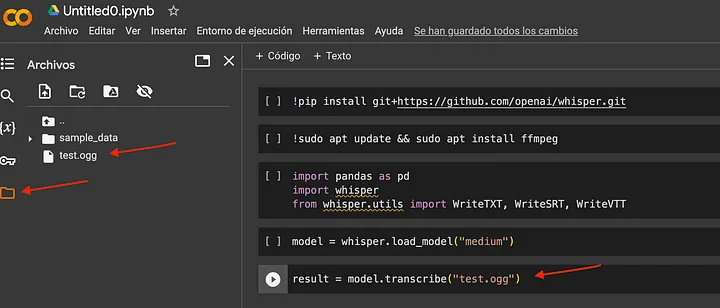 Untitled0.ipynb
Archivo Editar Ver Insertar Entorno de ejecución Herramientas Ayuda Se han guardado todos los cambios
Archivos
+ Código + Texto
..
sample_data
test.ogg
{x}
[ ] !pip install git+https://github.com/openai/whisper.git
[ ] !sudo apt update && sudo apt install ffmpeg
[ ] import pandas as pd
import whisper
from whisper.utils import WriteTXT, WriteSRT, WriteVTT
[ ] model = whisper.load_model("medium")
result = model.transcribe("test.ogg")